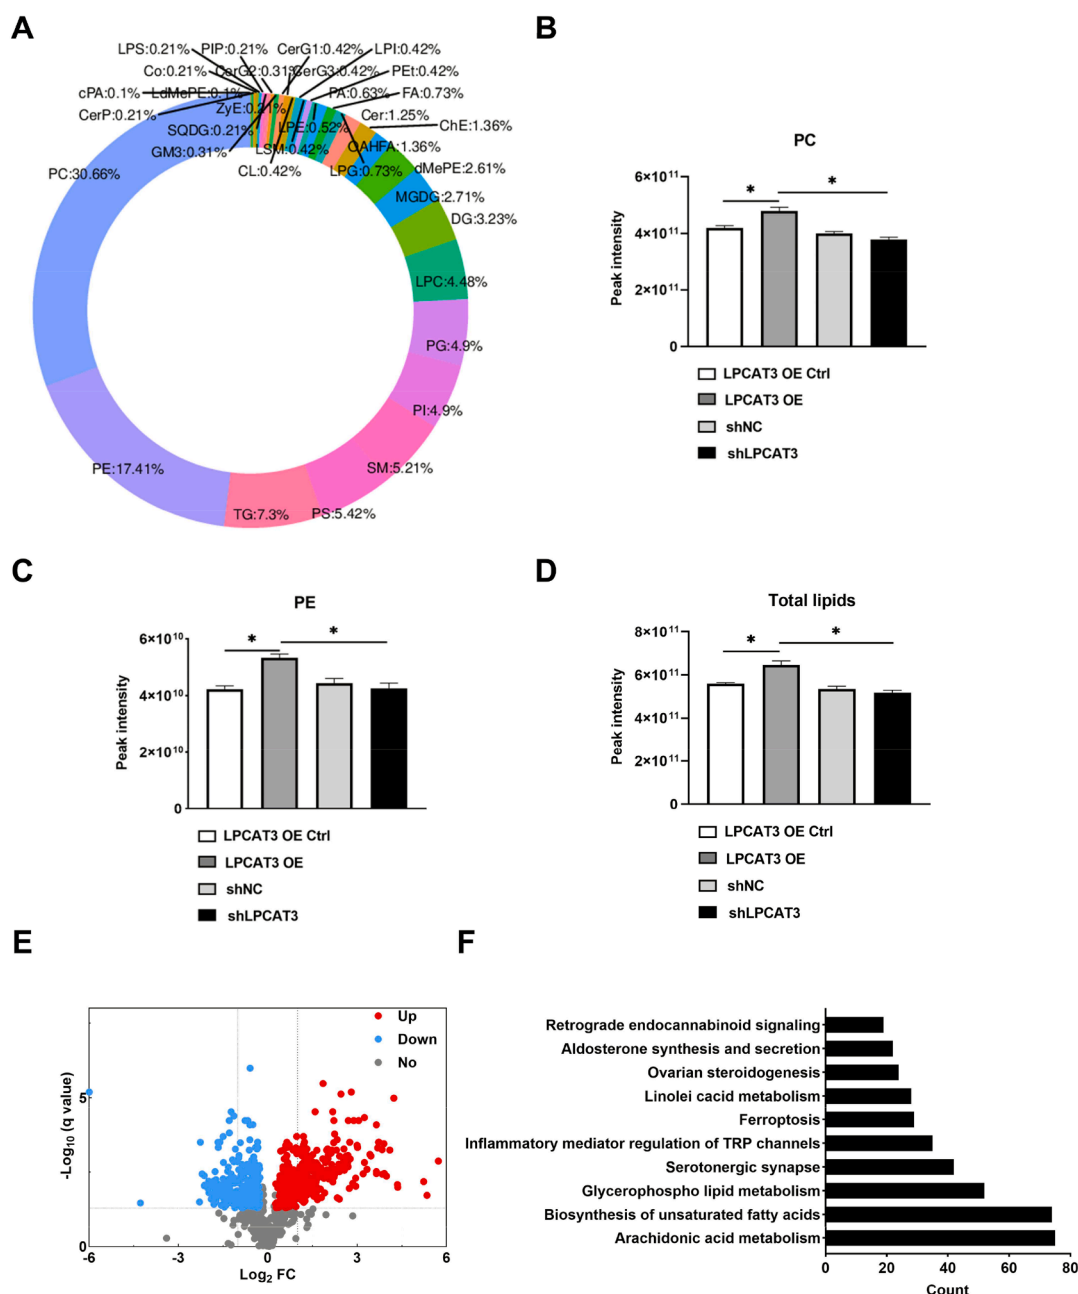 A
LPS:0.21% PIP:0.21% CerG1:0.42% LPI:0.42%
Co:0.21% CerG2:0.31% CerG3:0.42% PEt:0.42%
cPA:0.1% LdMePE:0.1% PA:0.63% FA:0.73%
CerP:0.21% ZyE:0.21% Cer:1.25% ChE:1.36%
SQDG:0.21% LPE:0.52% OAHFA:1.36%
GM3:0.31% LSM:0.42%
PC:30.66% CL:0.42% LPG:0.73% dMePE:2.61%
MGDG:2.71%
DG:3.23%
LPC:4.48%
PG:4.9%
PI:4.9%
PE:17.41% SM:5.21%
TG:7.3% PS:5.42%
B
PC
6×10¹¹
4×10¹¹
2×10¹¹
0
Peak intensity
* *
LPCAT3 OE Ctrl
LPCAT3 OE
shNC
shLPCAT3
C
PE
6×10¹⁰
4×10¹⁰
2×10¹⁰
0
Peak intensity
* *
LPCAT3 OE Ctrl
LPCAT3 OE
shNC
shLPCAT3
D
Total lipids
8×10¹¹
6×10¹¹
4×10¹¹
2×10¹¹
0
Peak intensity
* *
LPCAT3 OE Ctrl
LPCAT3 OE
shNC
shLPCAT3
E
Up
Down
No
5
0
-Log₁₀ (q value)
-6 -3 0 3 6
Log₂ FC
F
Retrograde endocannabinoid signaling
Aldosterone synthesis and secretion
Ovarian steroidogenesis
Linolei cacid metabolism
Ferroptosis
Inflammatory mediator regulation of TRP channels
Serotonergic synapse
Glycerophospho lipid metabolism
Biosynthesis of unsaturated fatty acids
Arachidonic acid metabolism
0 20 40 60 80
Count